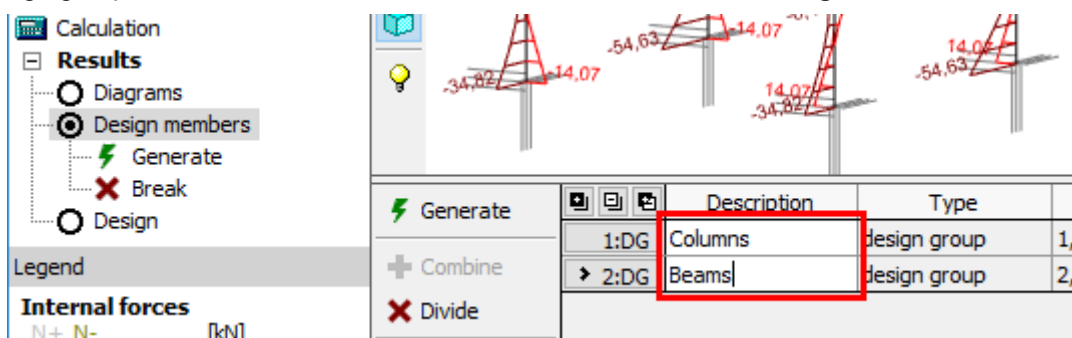 Calculation
Results
Diagrams
Design members
Generate
Break
Design
Legend
Internal forces
N+ N- [kN]
-34,82
-14,07
-54,63
-14,07
14,07
-34,82
14,07
-54,63
Generate
Combine
Divide
Description Type
1:DG Columns design group 1,
2:DG Beams design group 2,